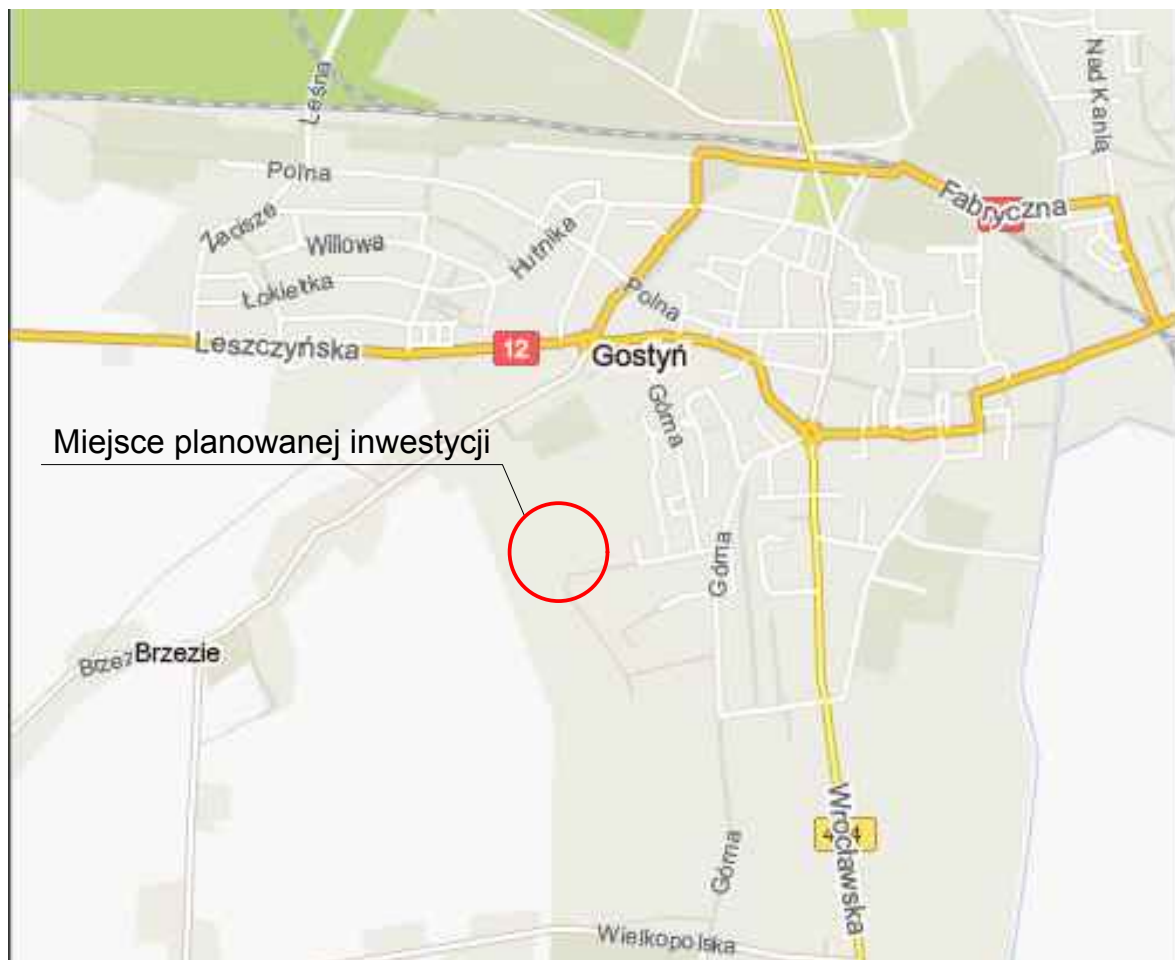 Leśna
Nad Kanią
Polna
Fabryczna
Zacisze
Willowa
Hutnika
Łokietka
Polna
Leszczyńska
12
Gostyń
Górna
Miejsce planowanej inwestycji
Górna
Brzezie
Wrocławska
Górna
Wielkopolska